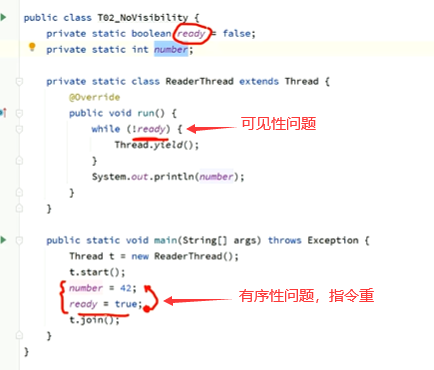 public class T02_NoVisibility {
private static boolean ready = false;
private static int number;
private static class ReaderThread extends Thread {
@Override
public void run() {
while (!ready) {
可见性问题
Thread.yield();
}
System.out.println(number);
}
}
public static void main(String[] args) throws Exception {
Thread t = new ReaderThread();
t.start();
number = 42;
有序性问题，指令重
ready = true;
t.join();
}
}